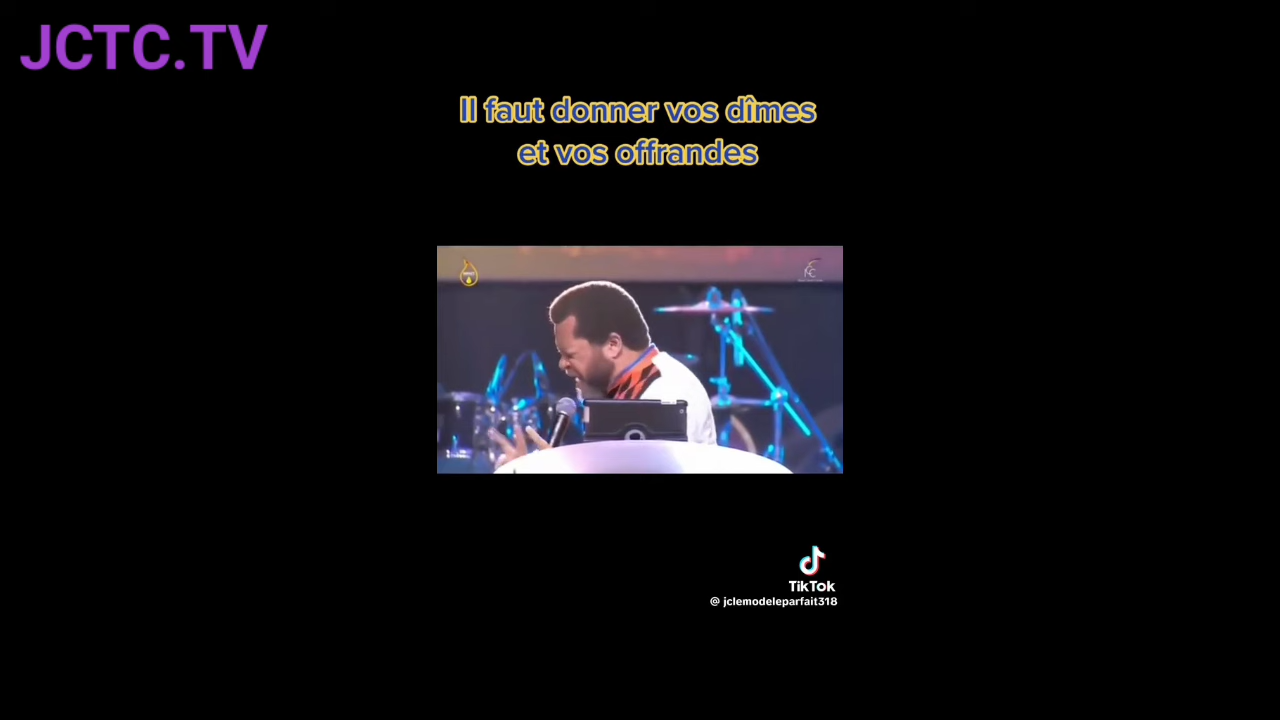 JCTC.TV
Il faut donner vos dîmes
et vos offrandes
TikTok
@ jclemodeleparfait318